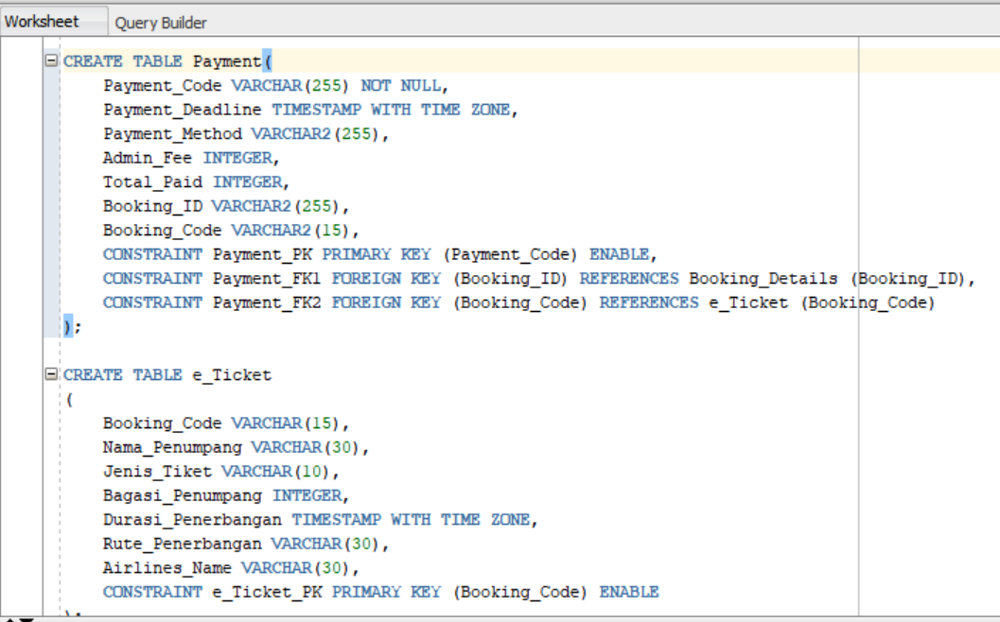 Worksheet Query Builder
CREATE TABLE Payment(
Payment_Code VARCHAR(255) NOT NULL,
Payment_Deadline TIMESTAMP WITH TIME ZONE,
Payment_Method VARCHAR2(255),
Admin_Fee INTEGER,
Total_Paid INTEGER,
Booking_ID VARCHAR2(255),
Booking_Code VARCHAR2(15),
CONSTRAINT Payment_PK PRIMARY KEY (Payment_Code) ENABLE,
CONSTRAINT Payment_FK1 FOREIGN KEY (Booking_ID) REFERENCES Booking_Details (Booking_ID),
CONSTRAINT Payment_FK2 FOREIGN KEY (Booking_Code) REFERENCES e_Ticket (Booking_Code)
);
CREATE TABLE e_Ticket
(
Booking_Code VARCHAR(15),
Nama_Penumpang VARCHAR(30),
Jenis_Tiket VARCHAR(10),
Bagasi_Penumpang INTEGER,
Durasi_Penerbangan TIMESTAMP WITH TIME ZONE,
Rute_Penerbangan VARCHAR(30),
Airlines_Name VARCHAR(30),
CONSTRAINT e_Ticket_PK PRIMARY KEY (Booking_Code) ENABLE
);